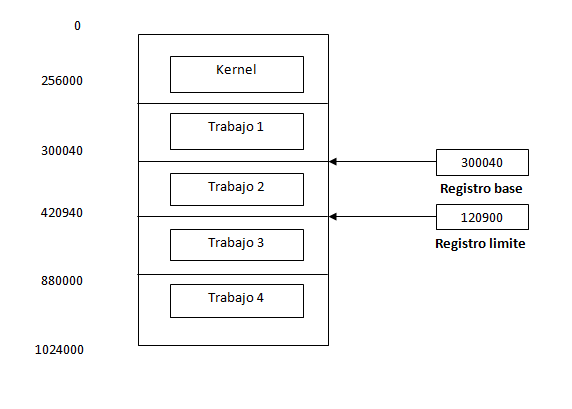 0
Kernel
256000
Trabajo 1
300040
300040
Registro base
Trabajo 2
420940
120900
Registro limite
Trabajo 3
880000
Trabajo 4
1024000